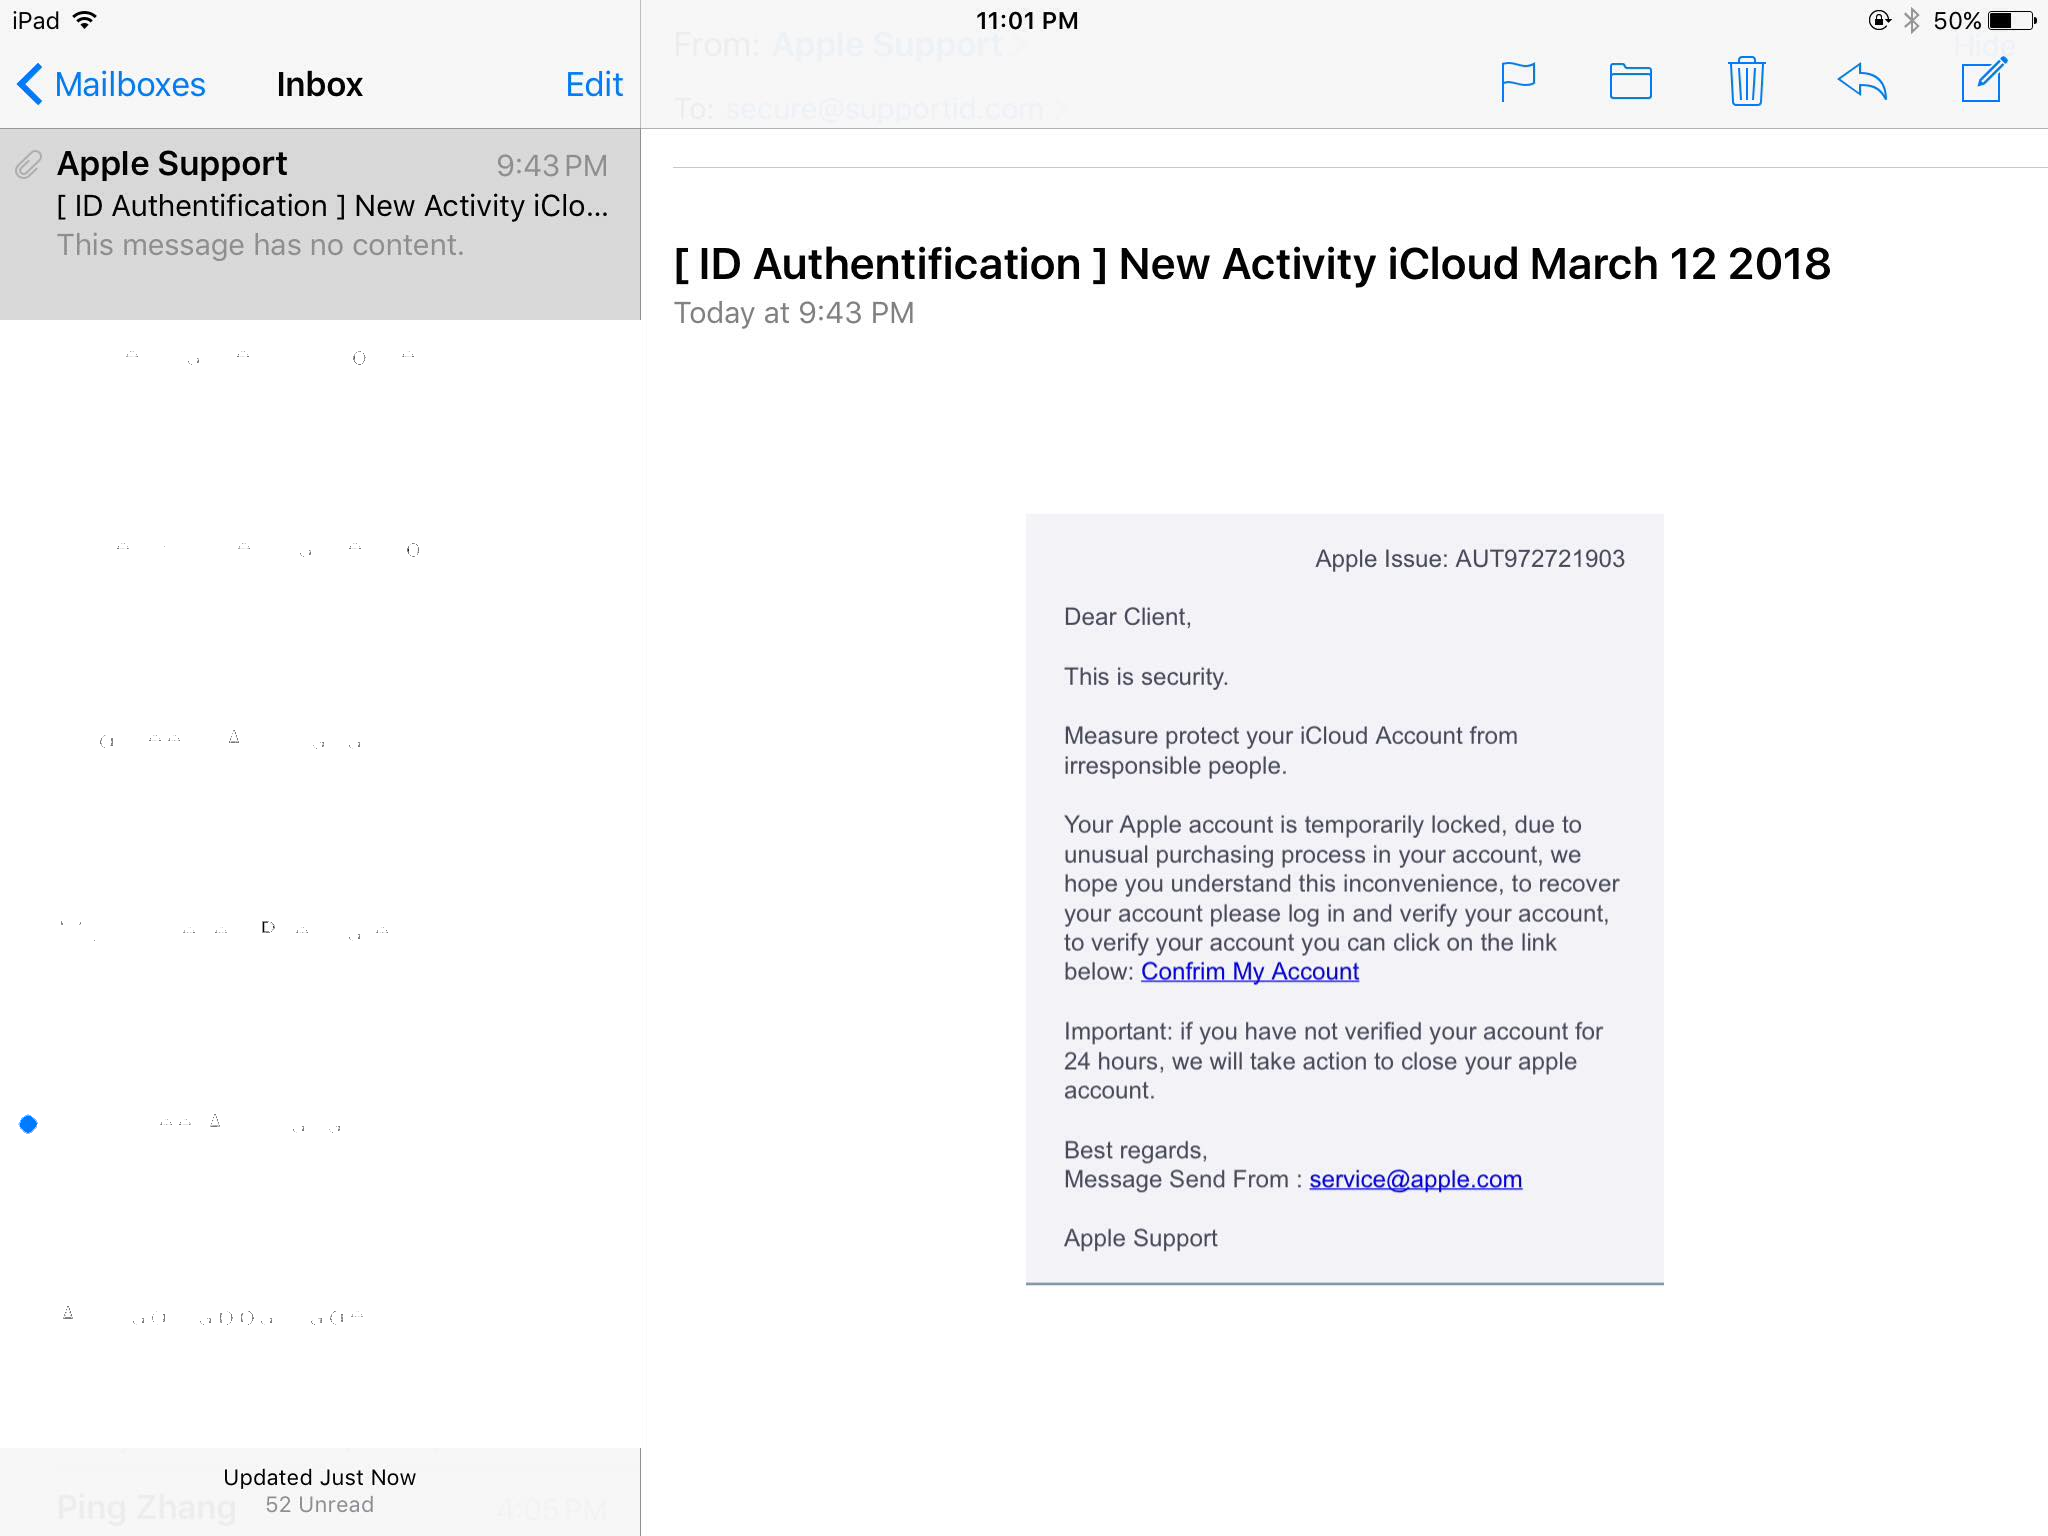 iPad
11:01 PM
50%
Mailboxes
Inbox
Edit
From: Apple Support
Hide
To: secure@supportid.com
Apple Support
9:43 PM
[ ID Authentification ] New Activity iClo...
This message has no content.
[ ID Authentification ] New Activity iCloud March 12 2018
Today at 9:43 PM
Apple Issue: AUT972721903
Dear Client,
This is security.
Measure protect your iCloud Account from
irresponsible people.
Your Apple account is temporarily locked, due to
unusual purchasing process in your account, we
hope you understand this inconvenience, to recover
your account please log in and verify your account,
to verify your account you can click on the link
below: Confrim My Account
Important: if you have not verified your account for
24 hours, we will take action to close your apple
account.
Best regards,
Message Send From : service@apple.com
Apple Support
Updated Just Now
52 Unread
Ping Zhang
4:05 PM